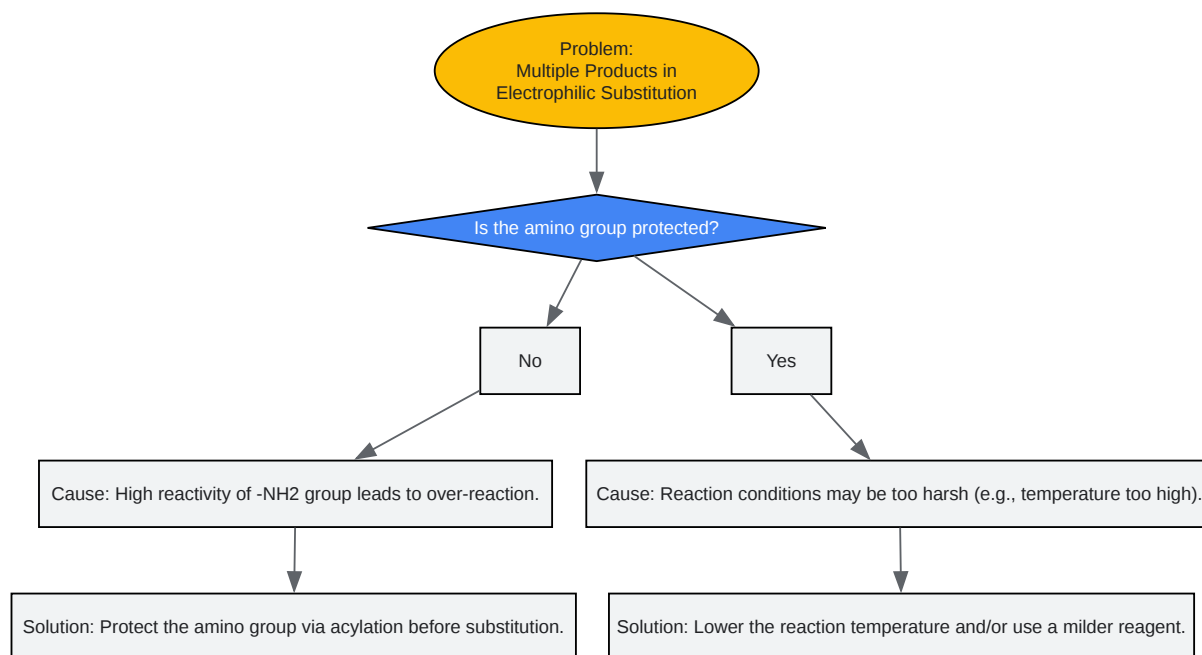 Problem:
Multiple Products in
Electrophilic Substitution
Is the amino group protected?
No
Yes
Cause: High reactivity of -NH2 group leads to over-reaction.
Cause: Reaction conditions may be too harsh (e.g., temperature too high).
Solution: Protect the amino group via acylation before substitution.
Solution: Lower the reaction temperature and/or use a milder reagent.